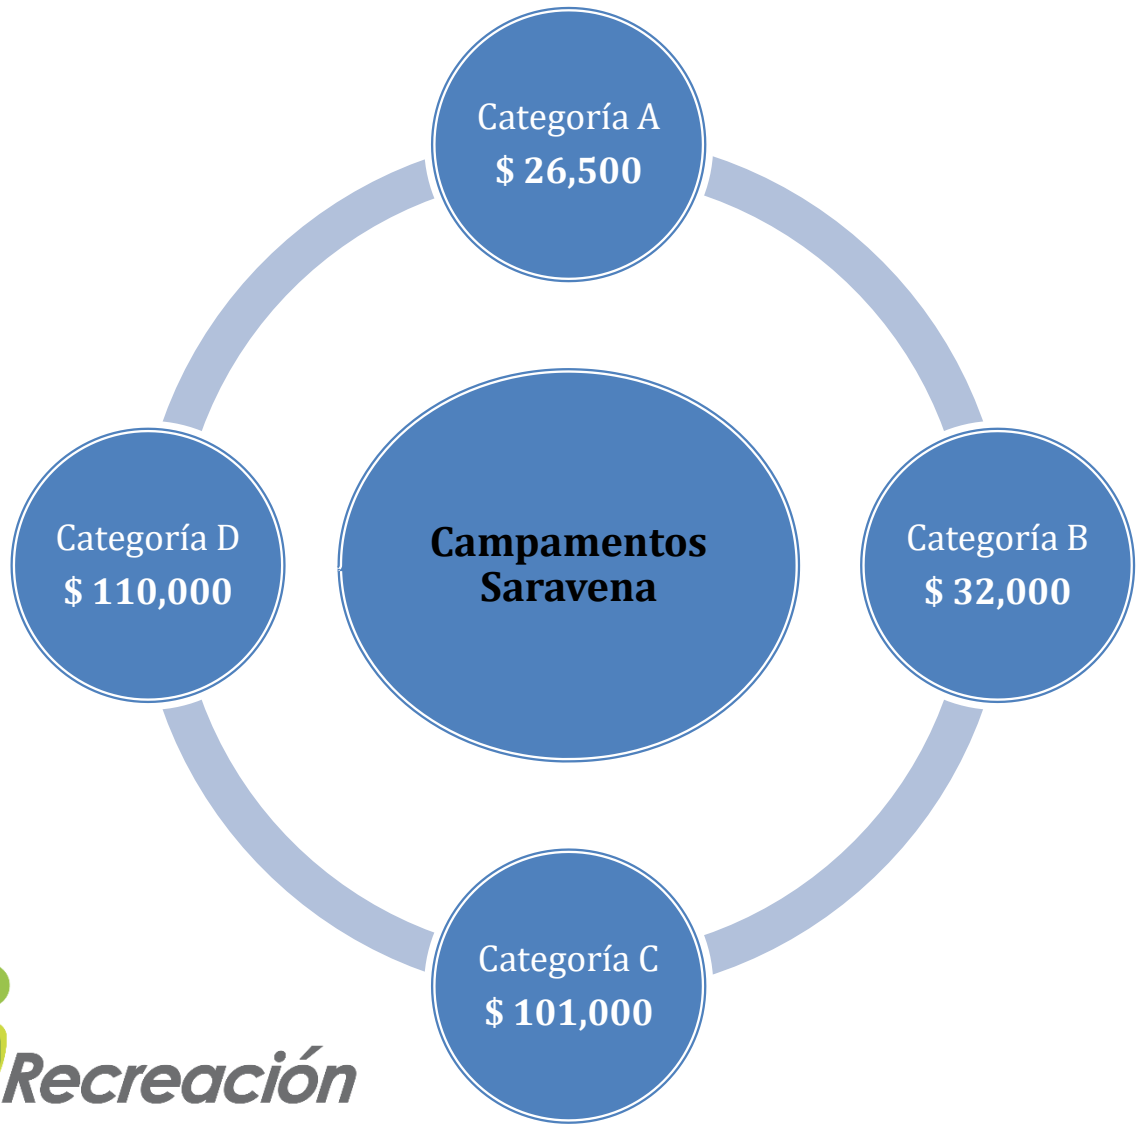 Categoría A
$ 26,500
Categoría D
$ 110,000
Campamentos
Saravena
Categoría B
$ 32,000
Categoría C
$ 101,000
Recreación